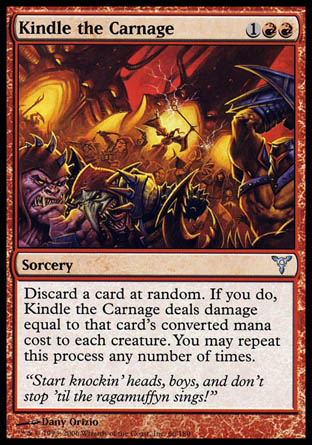 Kindle the Carnage 1
Sorcery
Discard a card at random. If you do,
Kindle the Carnage deals damage
equal to that card's converted mana
cost to each creature. You may repeat
this process any number of times.
"Start knockin' heads, boys, and don't
stop 'til the ragamuffyn sings!"
Dany Orizio